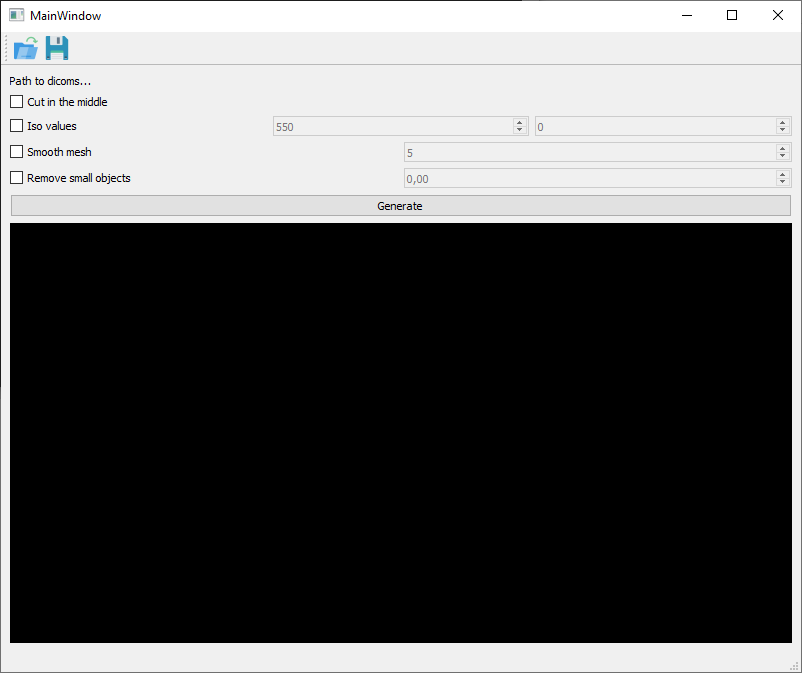 MainWindow
Path to dicoms...
Cut in the middle
Iso values 550 0
Smooth mesh 5
Remove small objects 0,00
Generate